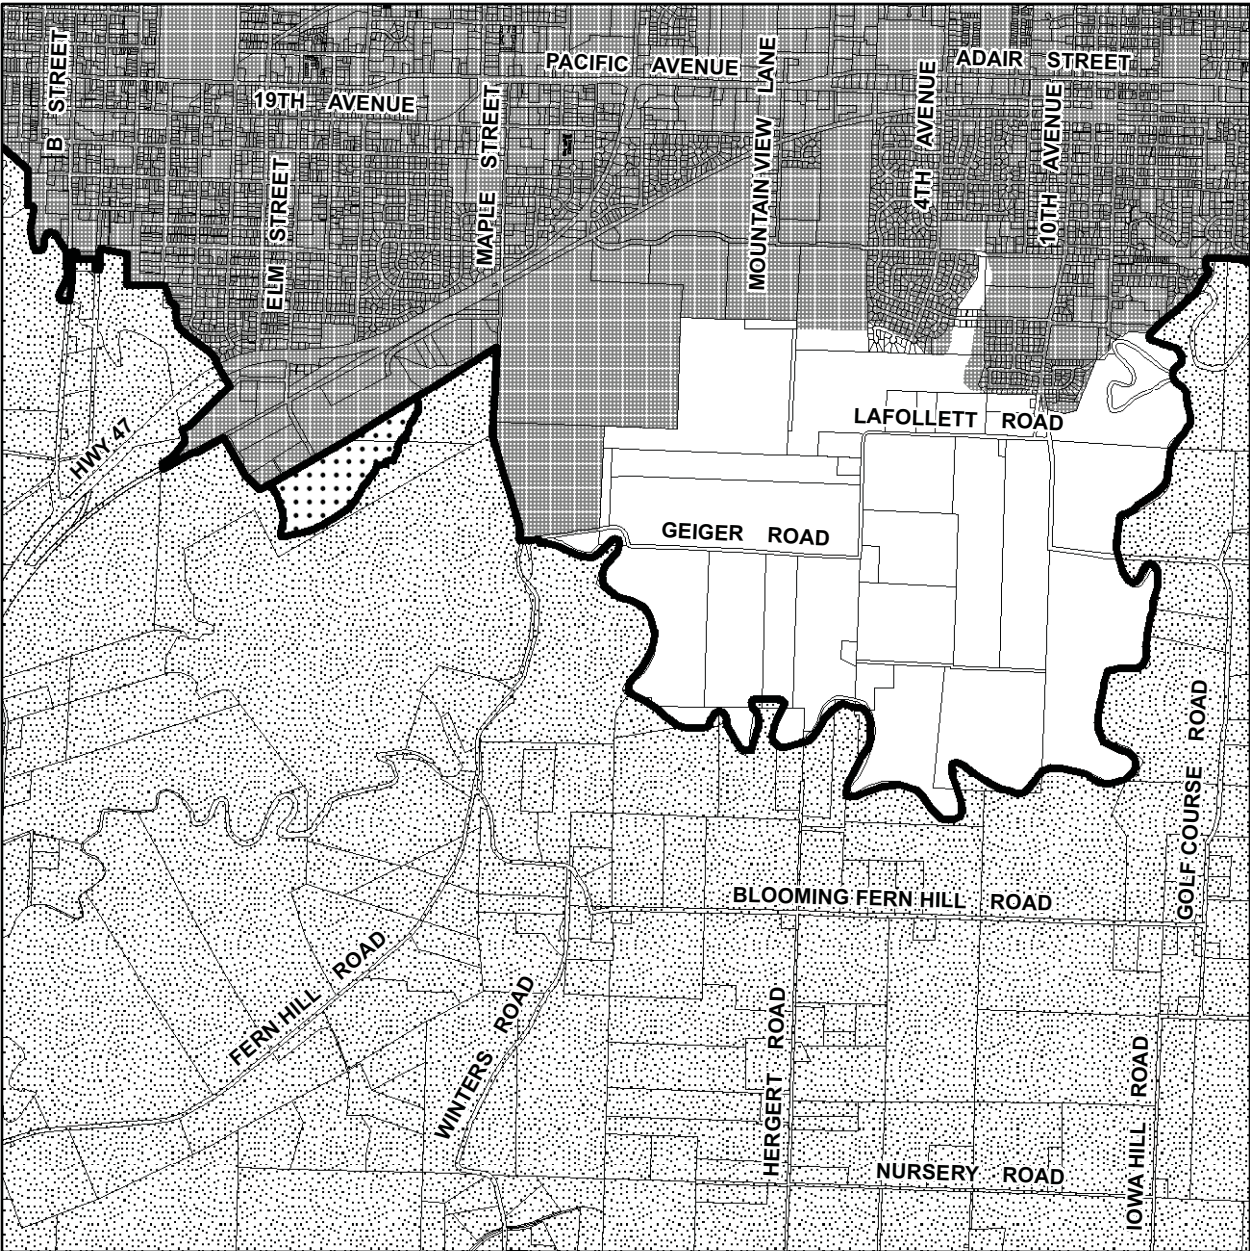 B STREET
PACIFIC AVENUE
MOUNTAIN VIEW LANE
ADAIR STREET
19TH AVENUE
MAPLE STREET
4TH AVENUE
10TH AVENUE
ELM STREET
HWY 47
LAFOLLETT ROAD
GEIGER ROAD
GOLF COURSE ROAD
BLOOMING FERN HILL ROAD
FERN HILL ROAD
WINTERS ROAD
HERGERT ROAD
IOWA HILL ROAD
NURSERY ROAD